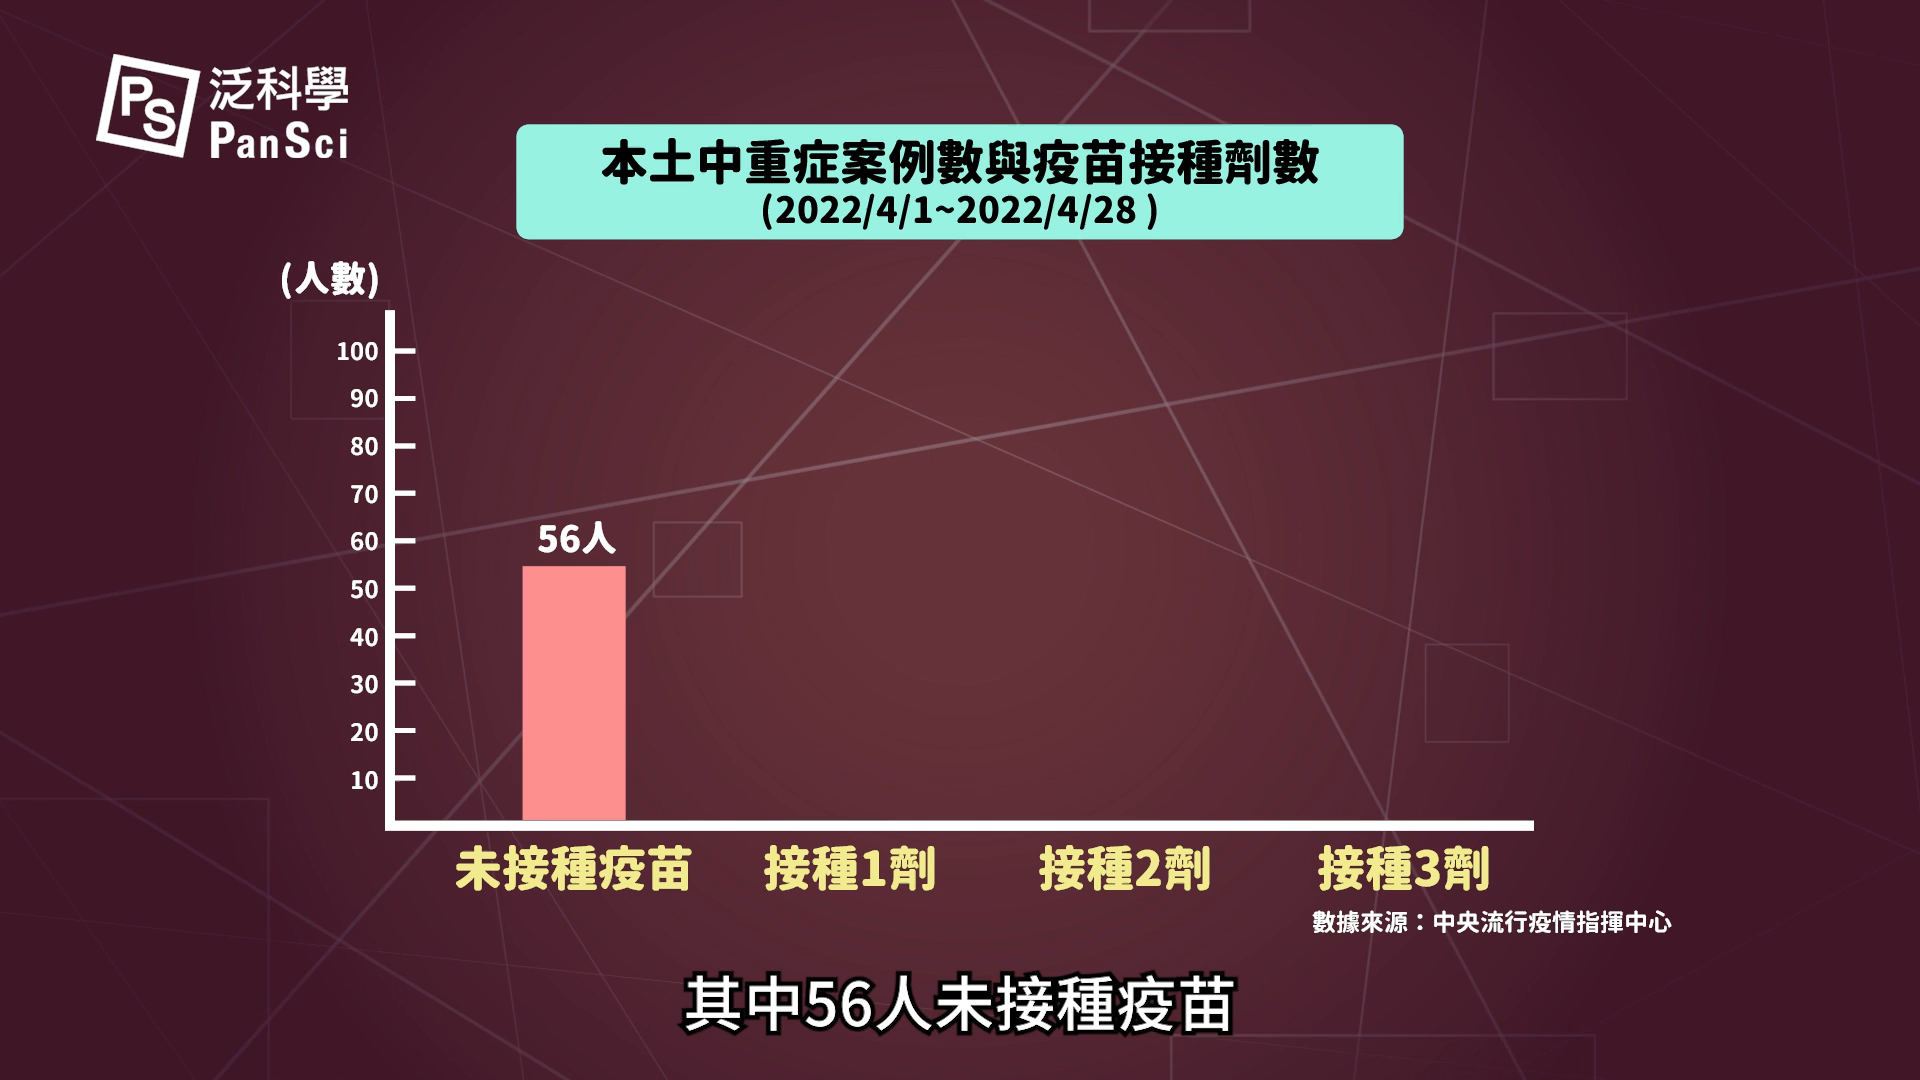 PS 泛科學
PanSci
本土中重症案例數與疫苗接種劑數
(2022/4/1~2022/4/28 )
(人數)
100
90
80
70
60
50
40
30
20
10
56人
未接種疫苗 接種1劑 接種2劑 接種3劑
數據來源：中央流行疫情指揮中心
其中56人未接種疫苗